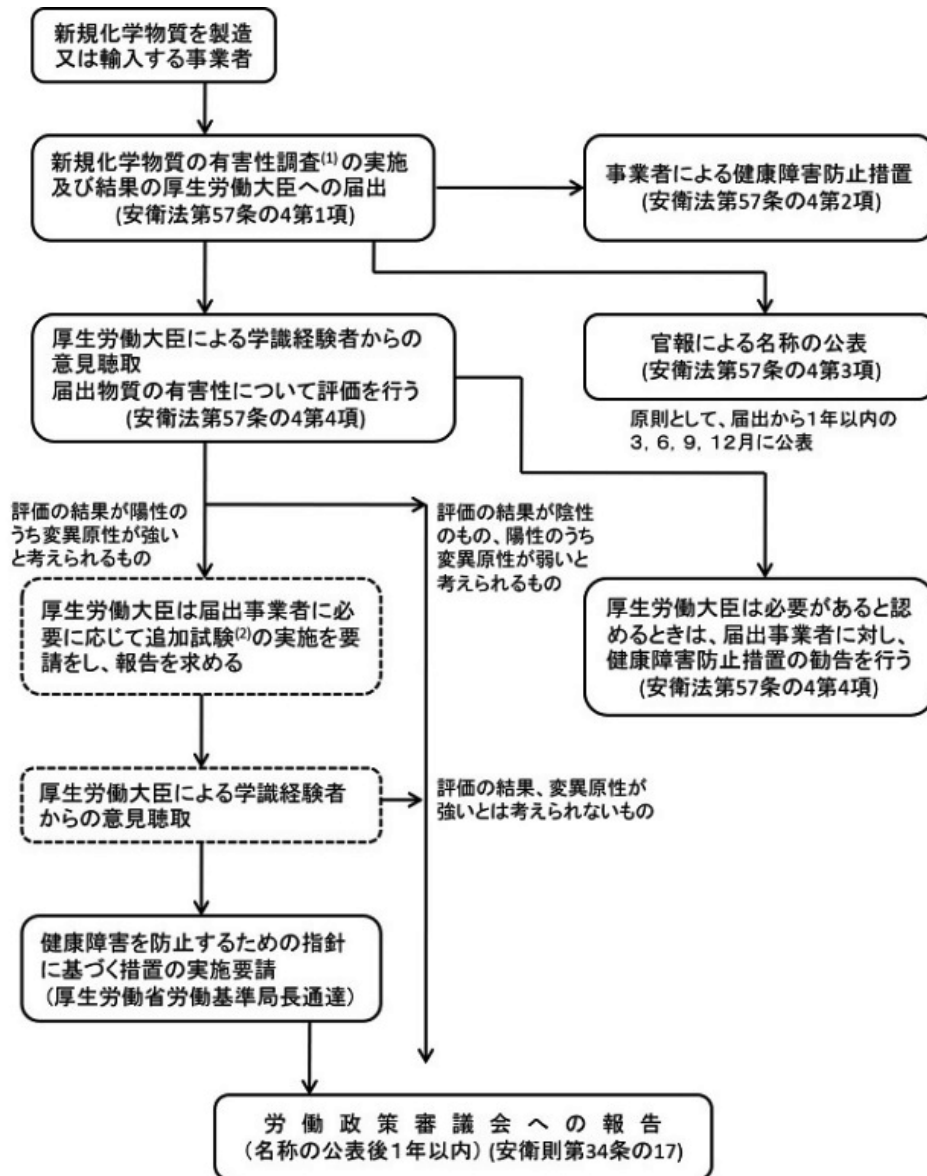 新規化学物質を製造
又は輸入する事業者
新規化学物質の有害性調査(1)の実施
及び結果の厚生労働大臣への届出
(安衛法第57条の4第1項)
事業者による健康障害防止措置
(安衛法第57条の4第2項)
厚生労働大臣による学識経験者からの
意見聴取
届出物質の有害性について評価を行う
(安衛法第57条の4第4項)
官報による名称の公表
(安衛法第57条の4第3項)
原則として、届出から1年以内の
3, 6, 9, 12月に公表
評価の結果が陽性の
うち変異原性が強い
と考えられるもの
評価の結果が陰性
のもの、陽性のうち
変異原性が弱いと
考えられるもの
厚生労働大臣は届出事業者に必
要に応じて追加試験(2)の実施を要
請をし、報告を求める
厚生労働大臣は必要があると認
めるときは、届出事業者に対し、
健康障害防止措置の勧告を行う
(安衛法第57条の4第4項)
厚生労働大臣による学識経験者
からの意見聴取
評価の結果、変異原性が
強いとは考えられないもの
健康障害を防止するための指針
に基づく措置の実施要請
（厚生労働省労働基準局長通達）
労働政策審議会への報告
（名称の公表後1年以内）(安衛則第34条の17)